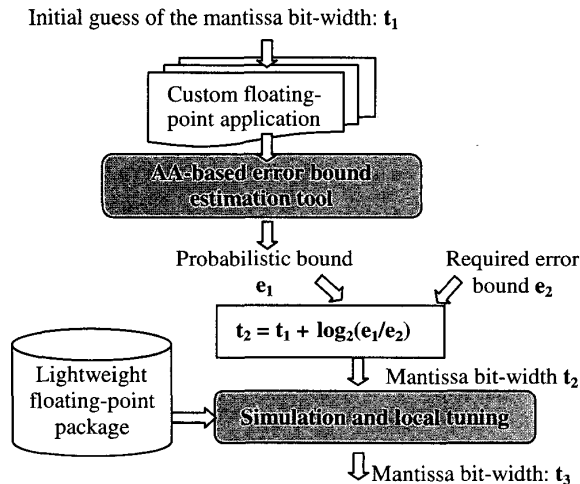 Initial guess of the mantissa bit-width: t₁
Custom floating-
point application
AA-based error bound
estimation tool
Probabilistic bound
e₁
Required error
bound e₂
t₂ = t₁ + log₂(e₁/e₂)
Mantissa bit-width t₂
Lightweight
floating-point
package
Simulation and local tuning
Mantissa bit-width: t₃